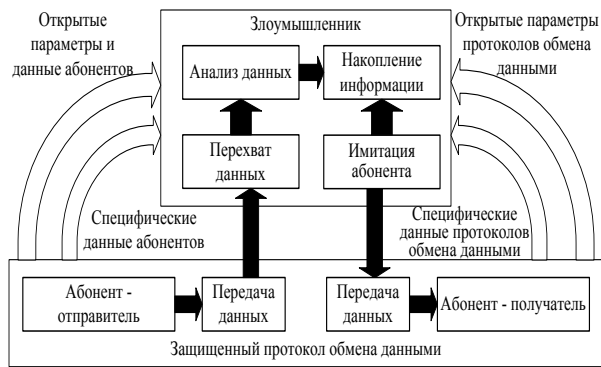 Открытые
параметры и
данные абонентов
Злоумышленник
Открытые параметры
протоколов обмена
данными
Анализ данных
Накопление
информации
Перехват
данных
Имитация
абонента
Специфические
данные абонентов
Специфические
данные протоколов
обмена данными
Абонент -
отправитель
Передача
данных
Передача
данных
Абонент - получатель
Защищенный протокол обмена данными